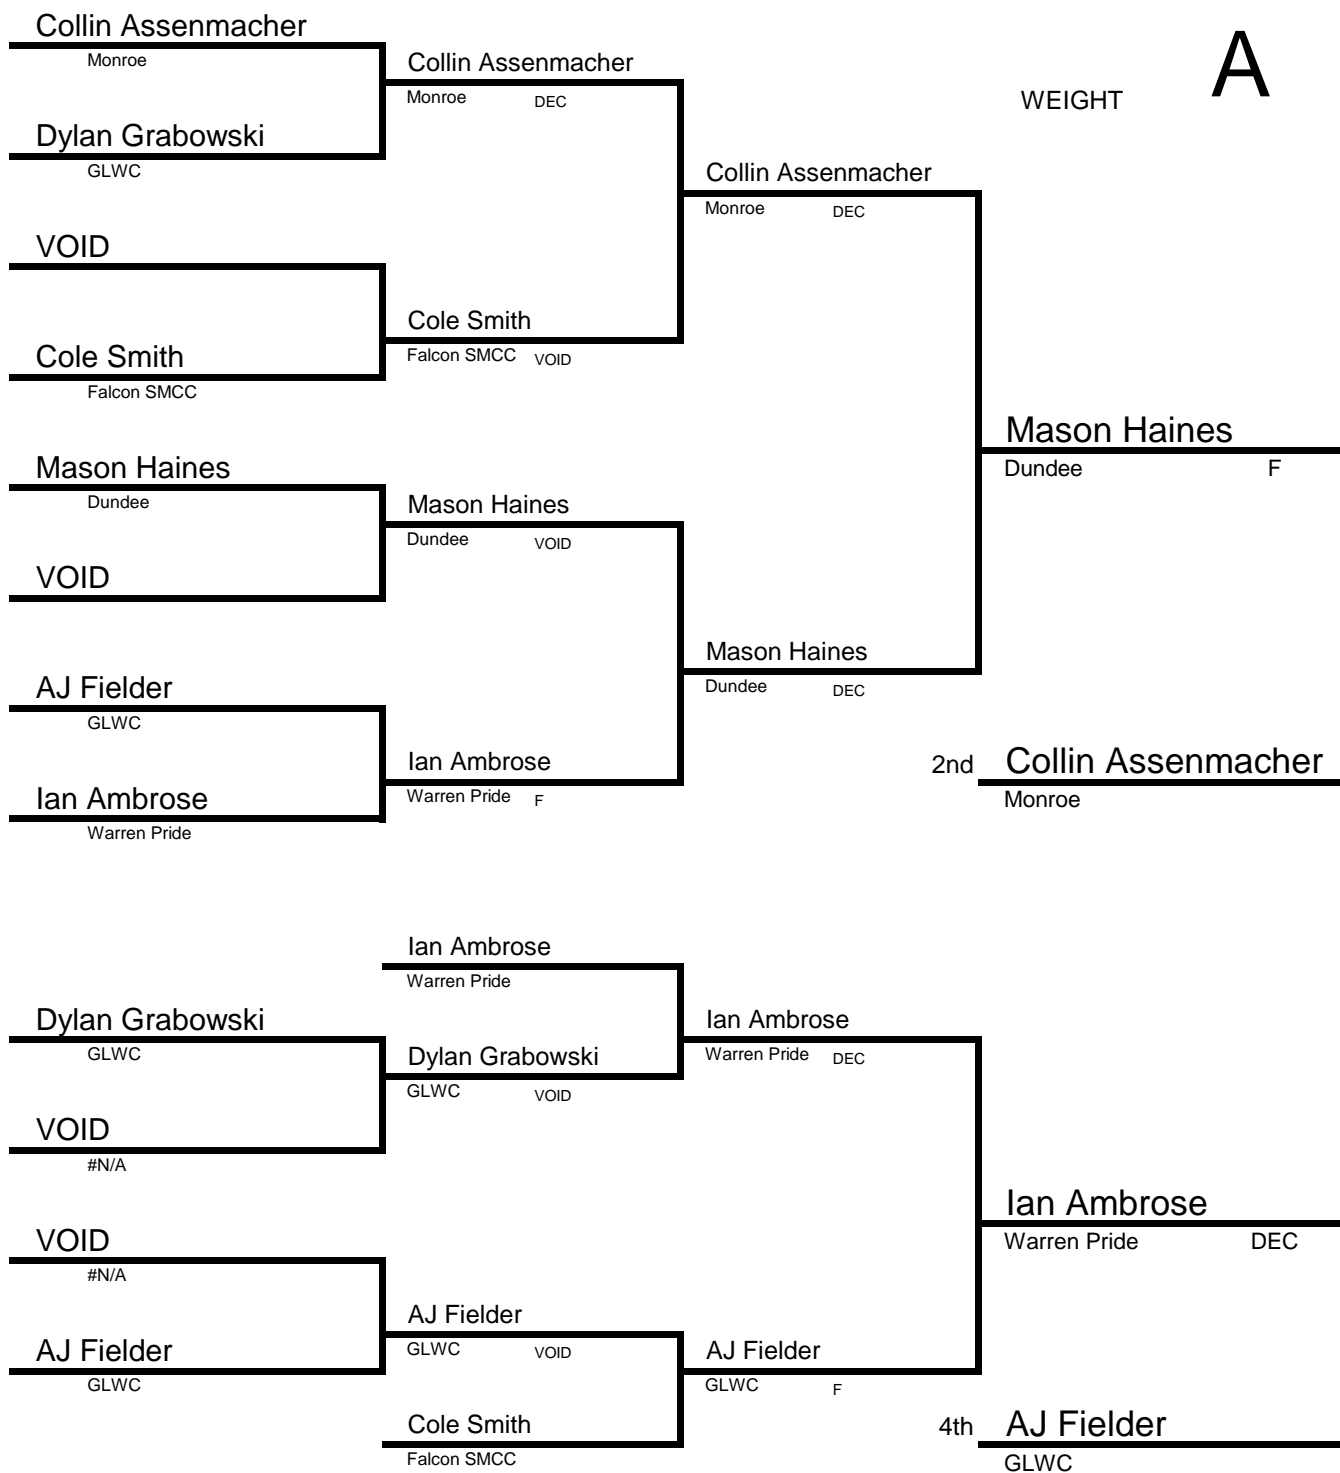 Collin Assenmacher
Monroe
Collin Assenmacher
Monroe DEC
A
WEIGHT
Dylan Grabowski
GLWC
Collin Assenmacher
Monroe DEC
VOID
Cole Smith
Falcon SMCC VOID
Cole Smith
Falcon SMCC
Mason Haines
Dundee F
Mason Haines
Dundee
Mason Haines
Dundee VOID
VOID
Mason Haines
Dundee DEC
AJ Fielder
GLWC
Ian Ambrose
Warren Pride F
2nd Collin Assenmacher
Monroe
Ian Ambrose
Warren Pride
Ian Ambrose
Warren Pride
Dylan Grabowski
GLWC
Ian Ambrose
Warren Pride DEC
Dylan Grabowski
GLWC VOID
VOID
#N/A
Ian Ambrose
Warren Pride DEC
VOID
#N/A
AJ Fielder
GLWC VOID
AJ Fielder
GLWC
AJ Fielder
GLWC F
Cole Smith
Falcon SMCC
4th AJ Fielder
GLWC